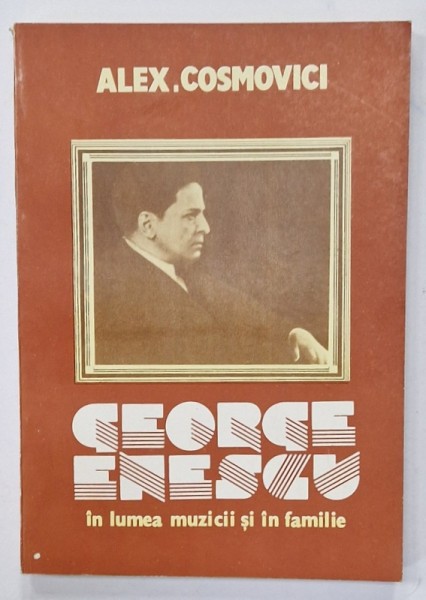 ALEX. COSMOVICI
GEORGE
ENESCU
în lumea muzicii și în familie